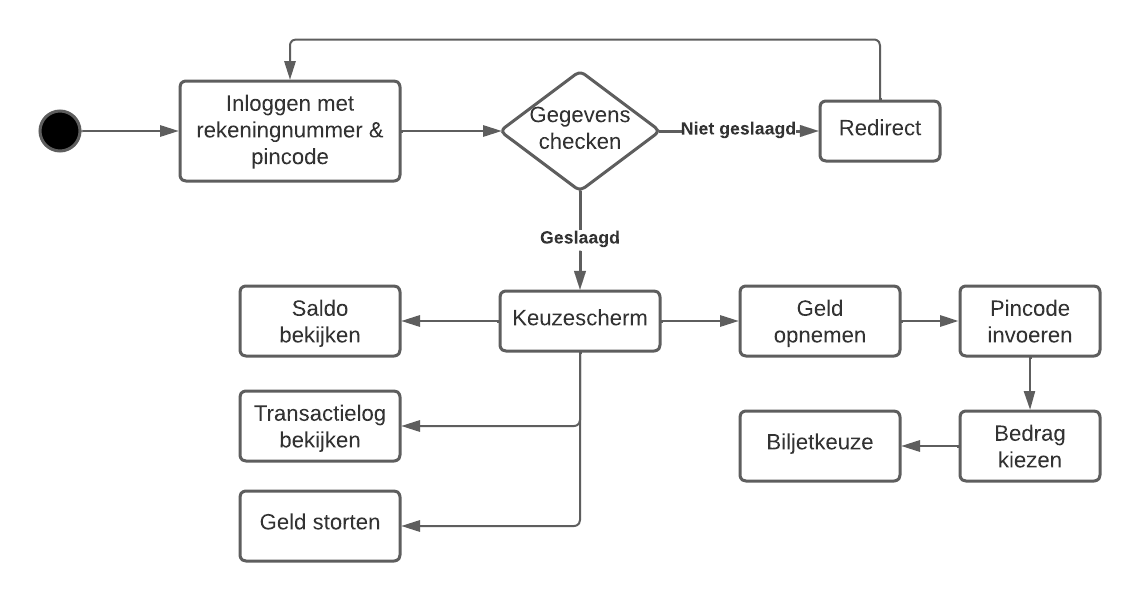 Inloggen met
rekeningnummer &
pincode
Gegevens
checken
Niet geslaagd
Redirect
Geslaagd
Saldo
bekijken
Keuzescherm
Geld
opnemen
Pincode
invoeren
Transactielog
bekijken
Biljetkeuze
Bedrag
kiezen
Geld storten